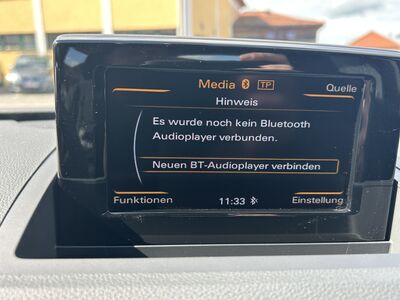 Media TP
Quelle
Hinweis
Es wurde noch kein Bluetooth
Audioplayer verbunden.
Neuen BT-Audioplayer verbinden
Funktionen
11:33
Einstellung